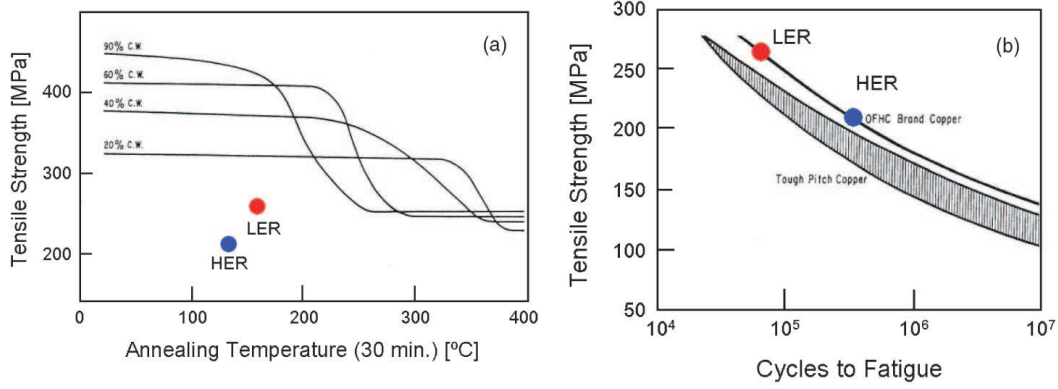 Tensile Strength [MPa]
400
300
200
0
100
200
300
400
Annealing Temperature (30 min.) [ºC]
(a)
90% C.W.
60% C.W.
40% C.W.
20% C.W.
LER
HER
Tensile Strength [MPa]
300
250
200
150
100
50
10⁴
10⁵
10⁶
10⁷
Cycles to Fatigue
(b)
LER
HER
OFHC Brand Copper
Tough Pitch Copper